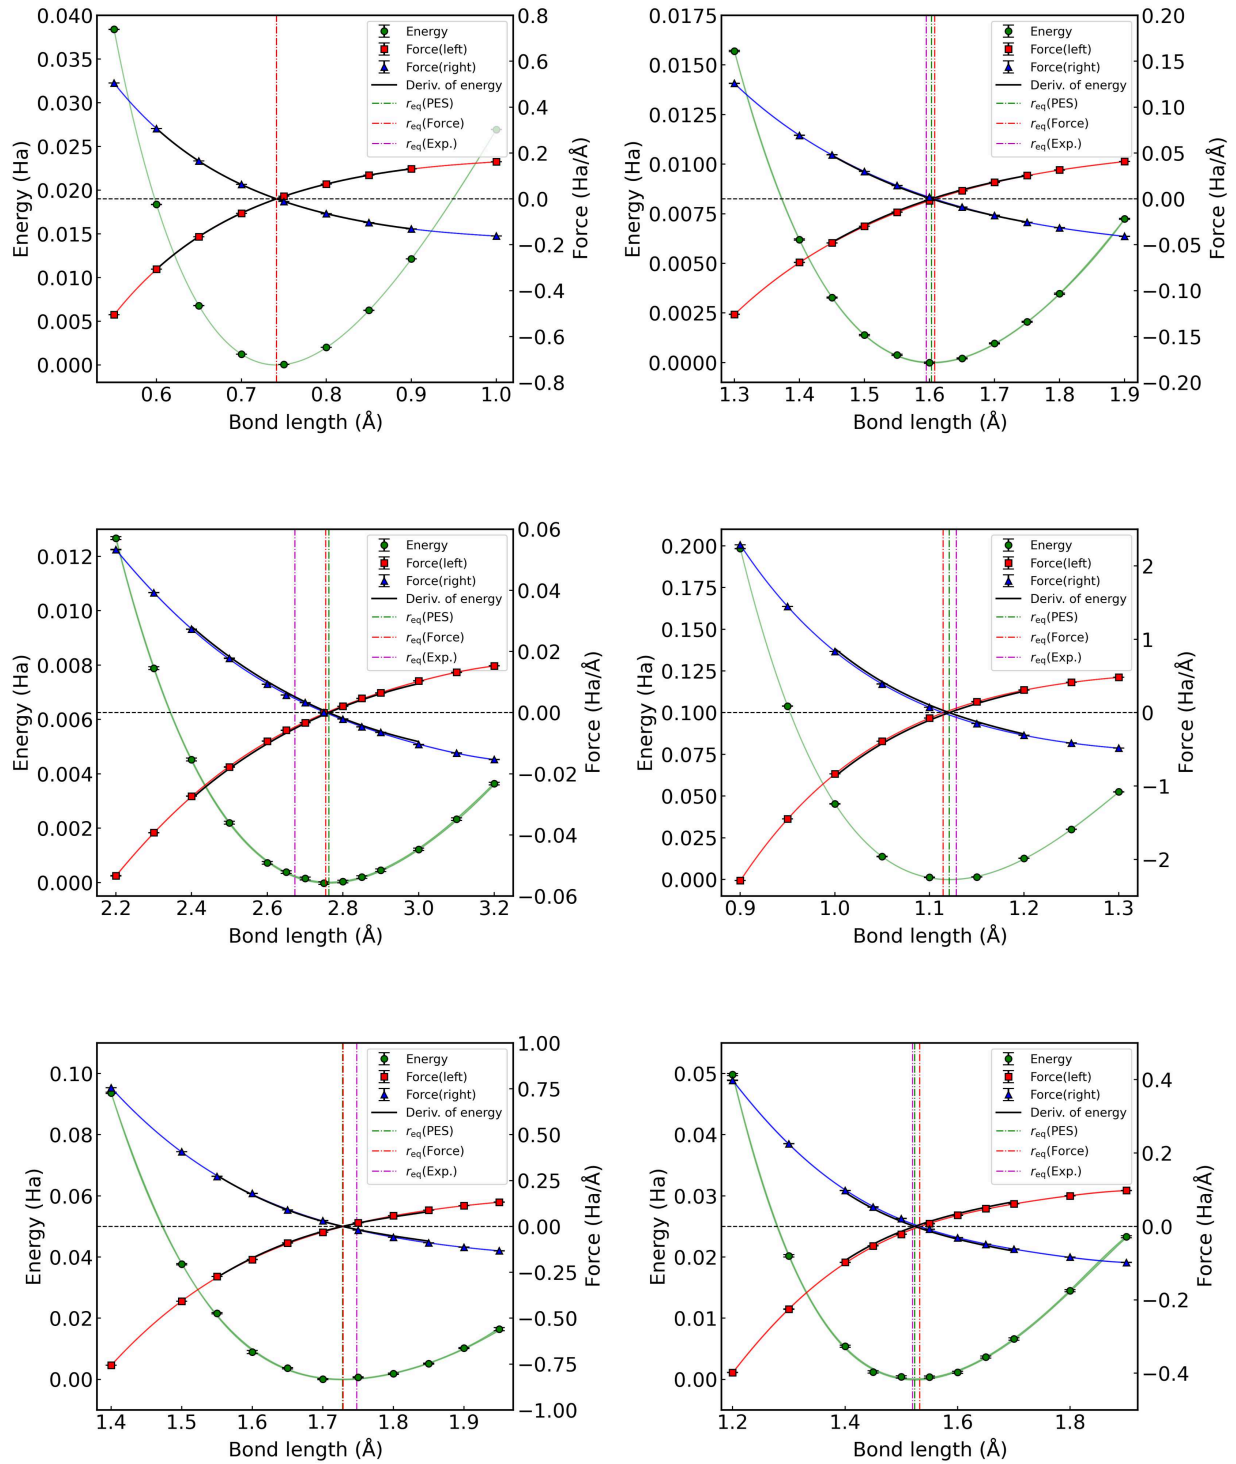 0.040
0.035
0.030
0.025
0.020
0.015
0.010
0.005
0.000
Energy (Ha)
0.6 0.7 0.8 0.9 1.0
Bond length (Å)
0.8
0.6
0.4
0.2
0.0
−0.2
−0.4
−0.6
−0.8
Force (Ha/Å)
Energy
Force(left)
Force(right)
Deriv. of energy
req(PES)
req(Force)
req(Exp.)
0.0175
0.0150
0.0125
0.0100
0.0075
0.0050
0.0025
0.0000
Energy (Ha)
1.3 1.4 1.5 1.6 1.7 1.8 1.9
Bond length (Å)
0.20
0.15
0.10
0.05
0.00
−0.05
−0.10
−0.15
−0.20
Force (Ha/Å)
Energy
Force(left)
Force(right)
Deriv. of energy
req(PES)
req(Force)
req(Exp.)
0.012
0.010
0.008
0.006
0.004
0.002
0.000
Energy (Ha)
2.2 2.4 2.6 2.8 3.0 3.2
Bond length (Å)
0.06
0.04
0.02
0.00
−0.02
−0.04
−0.06
Force (Ha/Å)
Energy
Force(left)
Force(right)
Deriv. of energy
req(PES)
req(Force)
req(Exp.)
0.200
0.175
0.150
0.125
0.100
0.075
0.050
0.025
0.000
Energy (Ha)
0.9 1.0 1.1 1.2 1.3
Bond length (Å)
2
1
0
−1
−2
Force (Ha/Å)
Energy
Force(left)
Force(right)
Deriv. of energy
req(PES)
req(Force)
req(Exp.)
0.10
0.08
0.06
0.04
0.02
0.00
Energy (Ha)
1.4 1.5 1.6 1.7 1.8 1.9
Bond length (Å)
1.00
0.75
0.50
0.25
0.00
−0.25
−0.50
−0.75
−1.00
Force (Ha/Å)
Energy
Force(left)
Force(right)
Deriv. of energy
req(PES)
req(Force)
req(Exp.)
0.05
0.04
0.03
0.02
0.01
0.00
Energy (Ha)
1.2 1.4 1.6 1.8
Bond length (Å)
0.4
0.2
0.0
−0.2
−0.4
Force (Ha/Å)
Energy
Force(left)
Force(right)
Deriv. of energy
req(PES)
req(Force)
req(Exp.)